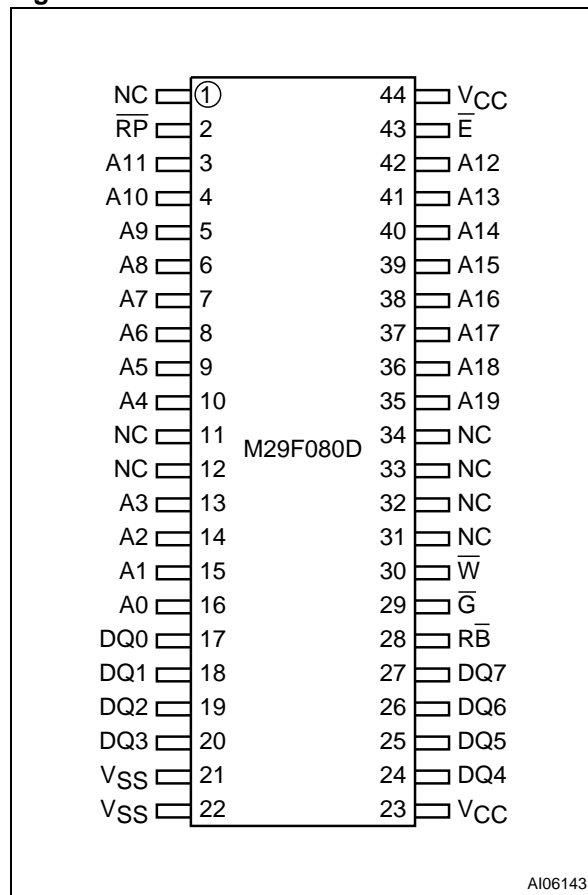 NC 1 44 VCC
R̅P̅ 2 43 E̅
A11 3 42 A12
A10 4 41 A13
A9 5 40 A14
A8 6 39 A15
A7 7 38 A16
A6 8 37 A17
A5 9 36 A18
A4 10 35 A19
NC 11 34 NC
M29F080D
NC 12 33 NC
A3 13 32 NC
A2 14 31 NC
A1 15 30 W̅
A0 16 29 G̅
DQ0 17 28 RB̅
DQ1 18 27 DQ7
DQ2 19 26 DQ6
DQ3 20 25 DQ5
VSS 21 24 DQ4
VSS 22 23 VCC
AI06143